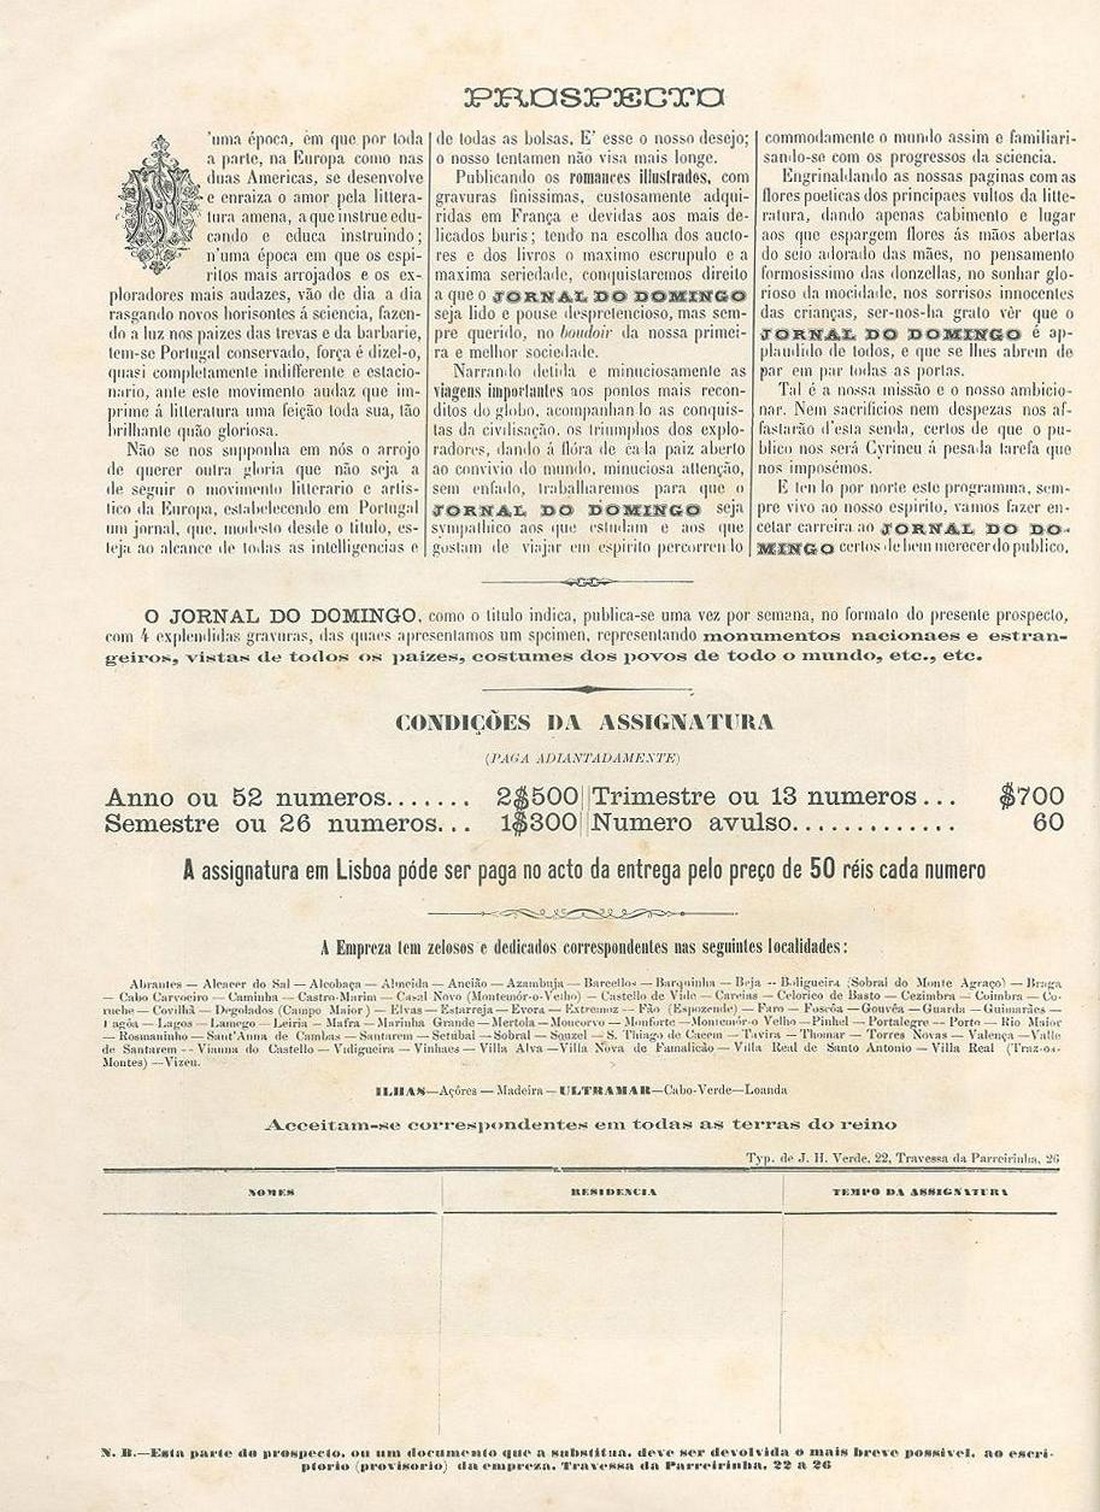 PROSPECTO
N'uma época, em que por toda
a parte, na Europa como nas
duas Americas, se desenvolve
e enraiza o amor pela littera-
tura amena, a que instrue edu-
cando e educa instruindo;
n'uma época em que os espi-
ritos mais arrojados e os ex-
ploradores mais audazes, vão de dia a dia
rasgando novos horisontes á sciencia, fazen-
do a luz nos paizes das trevas e da barbarie,
tem-se Portugal conservado, força é dizel-o,
quasi completamente indifferente e estacio-
nario, ante este movimento audaz que im-
prime á litteratura uma feição toda sua, tão
brilhante quão gloriosa.
Não se nos supponha em nós o arrojo
de querer outra gloria que não seja a
de seguir o movimento litterario e artis-
tico da Europa, estabelecendo em Portugal
um jornal, que, modesto desde o titulo, es-
teja ao alcance de todas as intelligencias e
de todas as bolsas. E' esse o nosso desejo;
o nosso tentamen não visa mais longe.
Publicando os romances illustrados, com
gravuras finissimas, custosamente adqui-
ridas em França e devidas aos mais de-
licados buris; tendo na escolha dos aucto-
res e dos livros o maximo escrupulo e a
maxima seriedade, conquistaremos direito
a que o JORNAL DO DOMINGO
seja lido e pouse despretencioso, mas sem-
pre querido, no boudoir da nossa primei-
ra e melhor sociedade.
Narrando detida e minuciosamente as
viagens importantes aos pontos mais recon-
ditos do globo, acompanhando as conquis-
tas da civilisação, os triumphos dos explo-
radores, dando á flóra de cada paiz aberto
ao convivio do mundo, minuciosa attenção,
sem enfado, trabalharemos para que o
JORNAL DO DOMINGO seja
sympathico aos que estudam e aos que
gostam de viajar em espirito percorrendo
commodamente o mundo assim e familiari-
sando-se com os progressos da sciencia.
Engrinaldando as nossas paginas com as
flores poeticas dos principaes vultos da litte-
ratura, dando apenas cabimento e lugar
aos que espargem flores ás mãos abertas
do seio adorado das mães, no pensamento
formosissimo das donzellas, no sonhar glo-
rioso da mocidade, nos sorrisos innocentes
das crianças, ser-nos-ha grato vêr que o
JORNAL DO DOMINGO é ap-
plaudido de todos, e que se lhes abrem de
par em par todas as portas.
Tal é a nossa missão e o nosso ambicio-
nar. Nem sacrificios nem despezas nos af-
fastarão d'esta senda, certos de que o pu-
blico nos será Cyrineu á pesada tarefa que
nos impozémos.
E tendo por norte este programma, sem-
pre vivo ao nosso espirito, vamos fazer en-
cetar carreira ao JORNAL DO DO-
MINGO certos de bem merecer do publico.
O JORNAL DO DOMINGO, como o titulo indica, publica-se uma vez por semana, no formato do presente prospecto,
com 4 explendidas gravuras, das quaes apresentamos um spcimen, representando monumentos nacionaes e estran-
geiros, vistas de todos os paizes, costumes dos povos de todo o mundo, etc., etc.
CONDIÇÕES DA ASSIGNATURA
(PAGA ADIANTADAMENTE)
Anno ou 52 numeros....... 2$500 Trimestre ou 13 numeros... $700
Semestre ou 26 numeros... 1$300 Numero avulso............. 60
A assignatura em Lisboa póde ser paga no acto da entrega pelo preço de 50 réis cada numero
A Empreza tem zelosos e dedicados correspondentes nas seguintes localidades:
Abrantes — Alcacer do Sal — Alcobaça — Almeida — Ancião — Azambuja — Barcellos — Barquinha — Beja -- Boligueira (Sobral do Monte Agraço) — Braga
— Cabo Carvoeiro — Caminha — Castro-Marim — Casal Novo (Montemór-o-Velho) — Castello de Vide — Careias — Celorico de Basto — Cezimbra — Coimbra — Co-
ruche — Covilhã — Degolados (Campo Maior) — Elvas — Estarreja — Evora — Extremoz — Fão (Espozende) — Faro — Foscôa — Gouvêa — Guarda — Guimarães —
Lagôa — Lagos — Lamego — Leiria — Mafra — Marinha Grande — Mertola — Moncorvo — Monforte — Montemór-o Velho — Pinhel — Portalegre — Porto — Rio Maior
— Rosmaninho — Sant'Anna de Cambas — Santarem — Setubal — Sobral — Souzel — S. Thiago de Cacem — Tavira — Thomar — Torres Novas — Valença — Valle
de Santarem -- Vianna do Castello — Vidigueira — Vinhaes — Villa Alva — Villa Nova de Famalicão — Villa Real de Santo Antonio — Villa Real (Traz-os-
Montes) — Vizeu.
ILHAS—Açôres — Madeira — ULTRAMAR—Cabo-Verde—Loanda
Acceitam-se correspondentes em todas as terras do reino
Typ. de J. H. Verde, 22, Travessa da Parreirinha, 26
NOMES RESIDENCIA TEMPO DA ASSIGNATURA
N. B.—Esta parte do prospecto, ou um documento que a substitua, deve ser devolvida o mais breve possivel, ao escri-
ptorio (provisorio) da empreza, Travessa da Parreirinha, 22 a 26